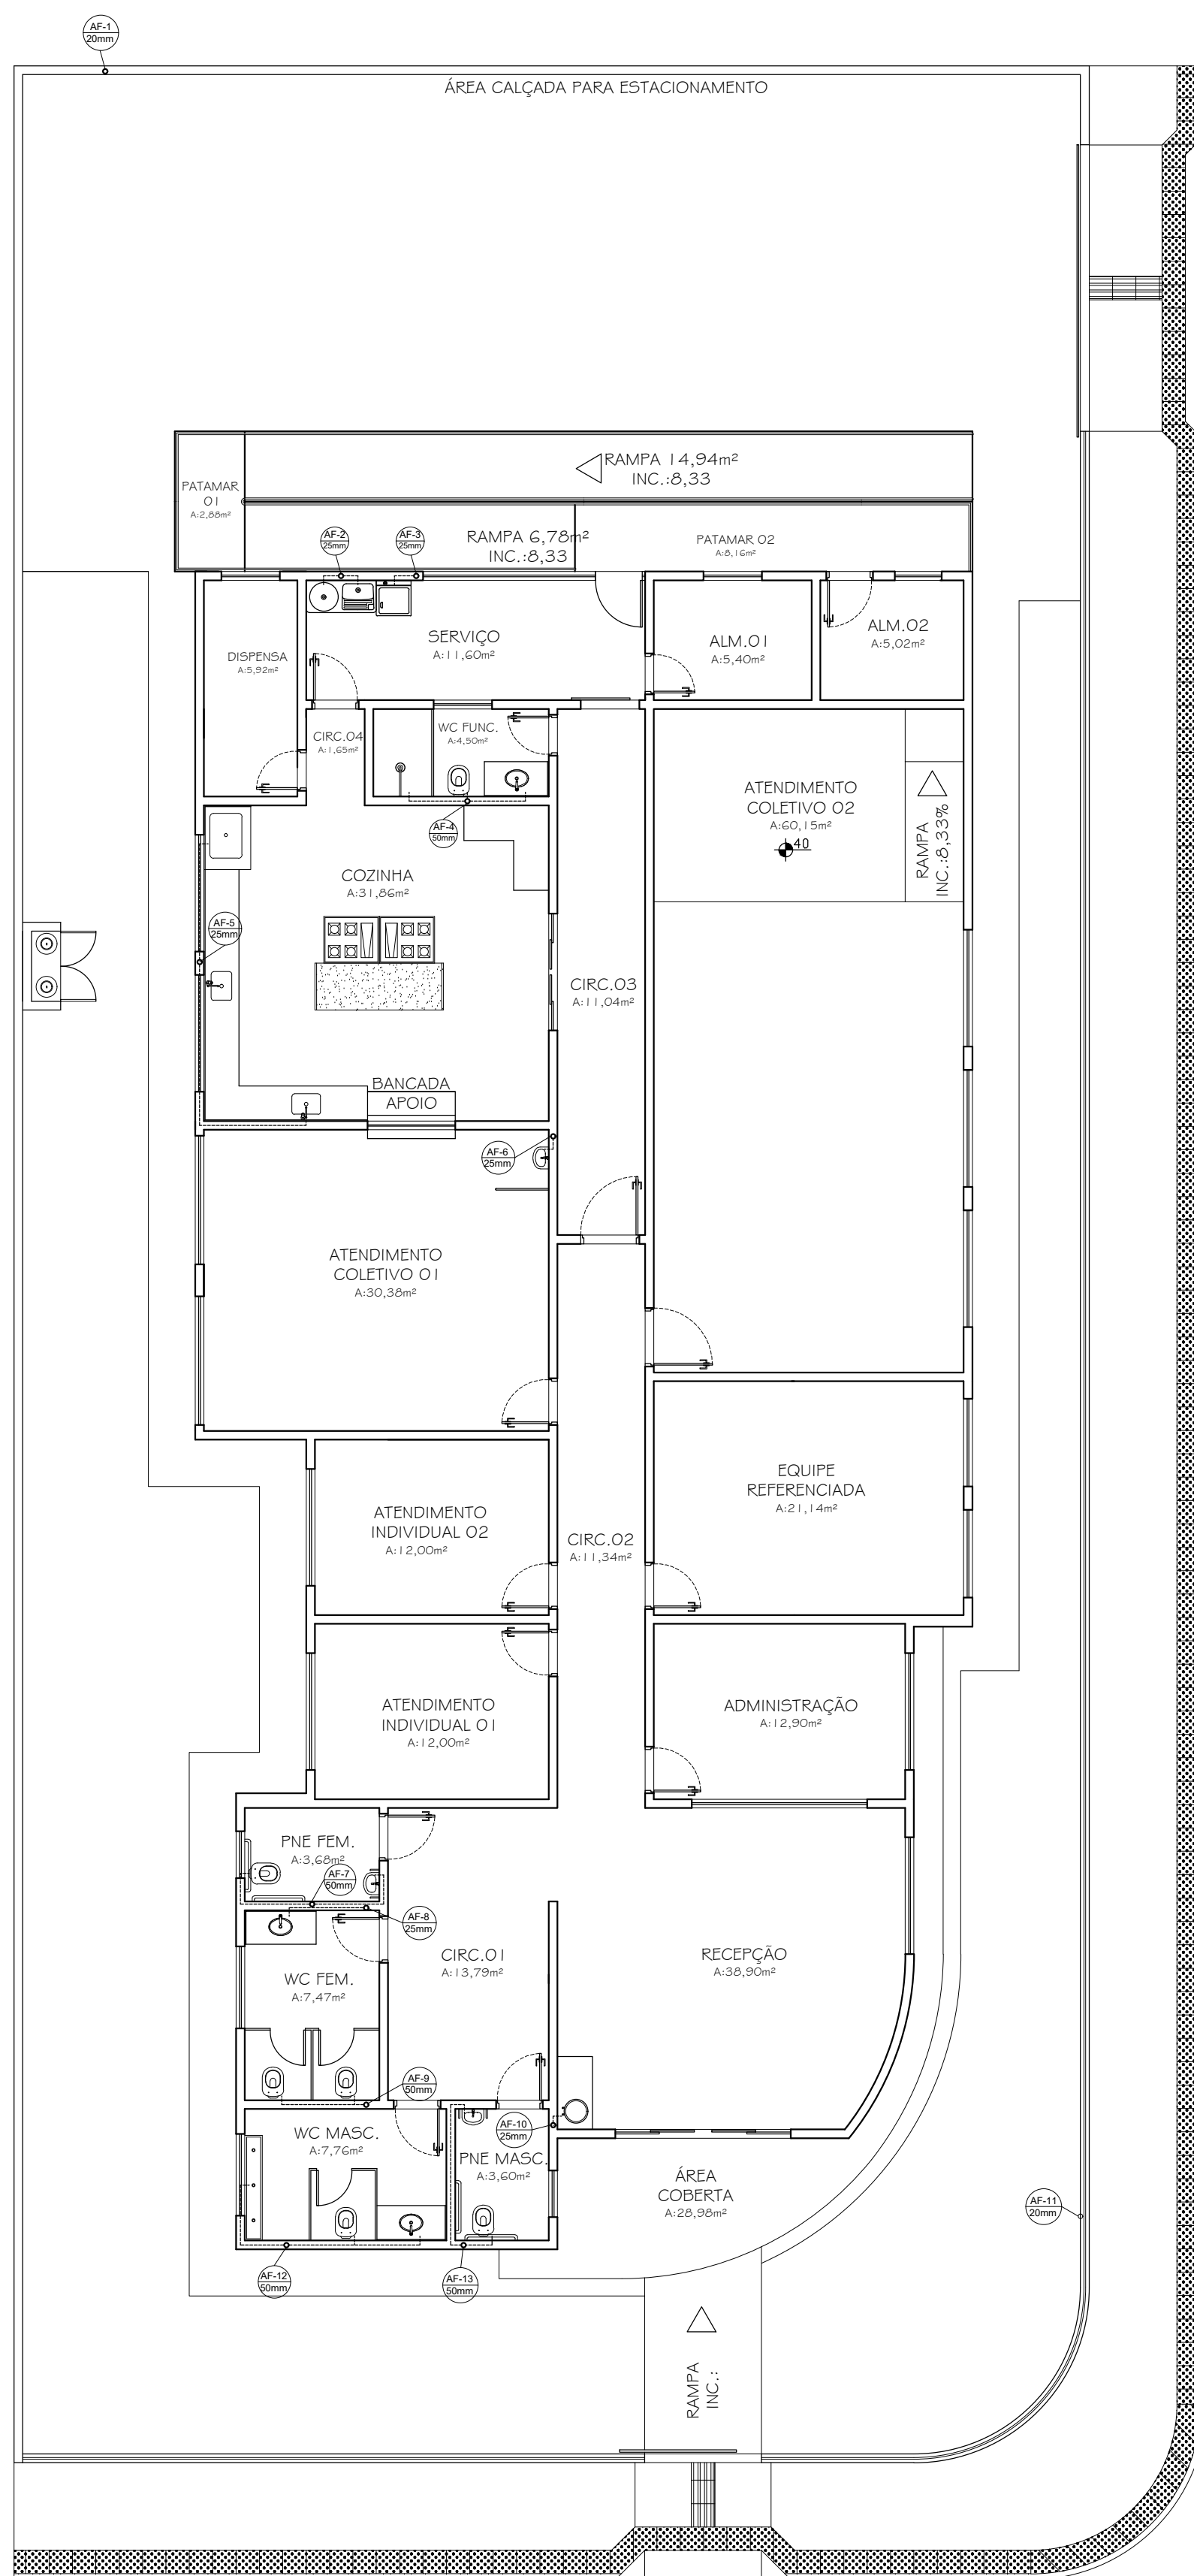 AF-1
20mm
ÁREA CALÇADA PARA ESTACIONAMENTO
RAMPA 14,94m²
INC.:8,33
PATAMAR
01
A:2,88m²
AF-2
25mm
AF-3
25mm
RAMPA 6,78m²
INC.:8,33
PATAMAR 02
A:8,16m²
DISPENSA
A:5,92m²
SERVIÇO
A:11,60m²
ALM.01
A:5,40m²
ALM.02
A:5,02m²
CIRC.04
A:1,65m²
WC FUNC.
A:4,50m²
AF-4
50mm
ATENDIMENTO
COLETIVO 02
A:60,15m²
40
RAMPA
INC.:8,33%
COZINHA
A:31,86m²
AF-5
25mm
CIRC.03
A:11,04m²
BANCADA
APOIO
AF-6
25mm
ATENDIMENTO
COLETIVO 01
A:30,38m²
EQUIPE
REFERENCIADA
A:21,14m²
ATENDIMENTO
INDIVIDUAL 02
A:12,00m²
CIRC.02
A:11,34m²
ATENDIMENTO
INDIVIDUAL 01
A:12,00m²
ADMINISTRAÇÃO
A:12,90m²
PNE FEM.
A:3,68m²
AF-7
50mm
AF-8
25mm
CIRC.01
A:13,79m²
RECEPÇÃO
A:38,90m²
WC FEM.
A:7,47m²
AF-9
50mm
WC MASC.
A:7,76m²
AF-10
25mm
PNE MASC.
A:3,60m²
ÁREA
COBERTA
A:28,98m²
AF-11
20mm
AF-12
50mm
AF-13
50mm
RAMPA
INC.: